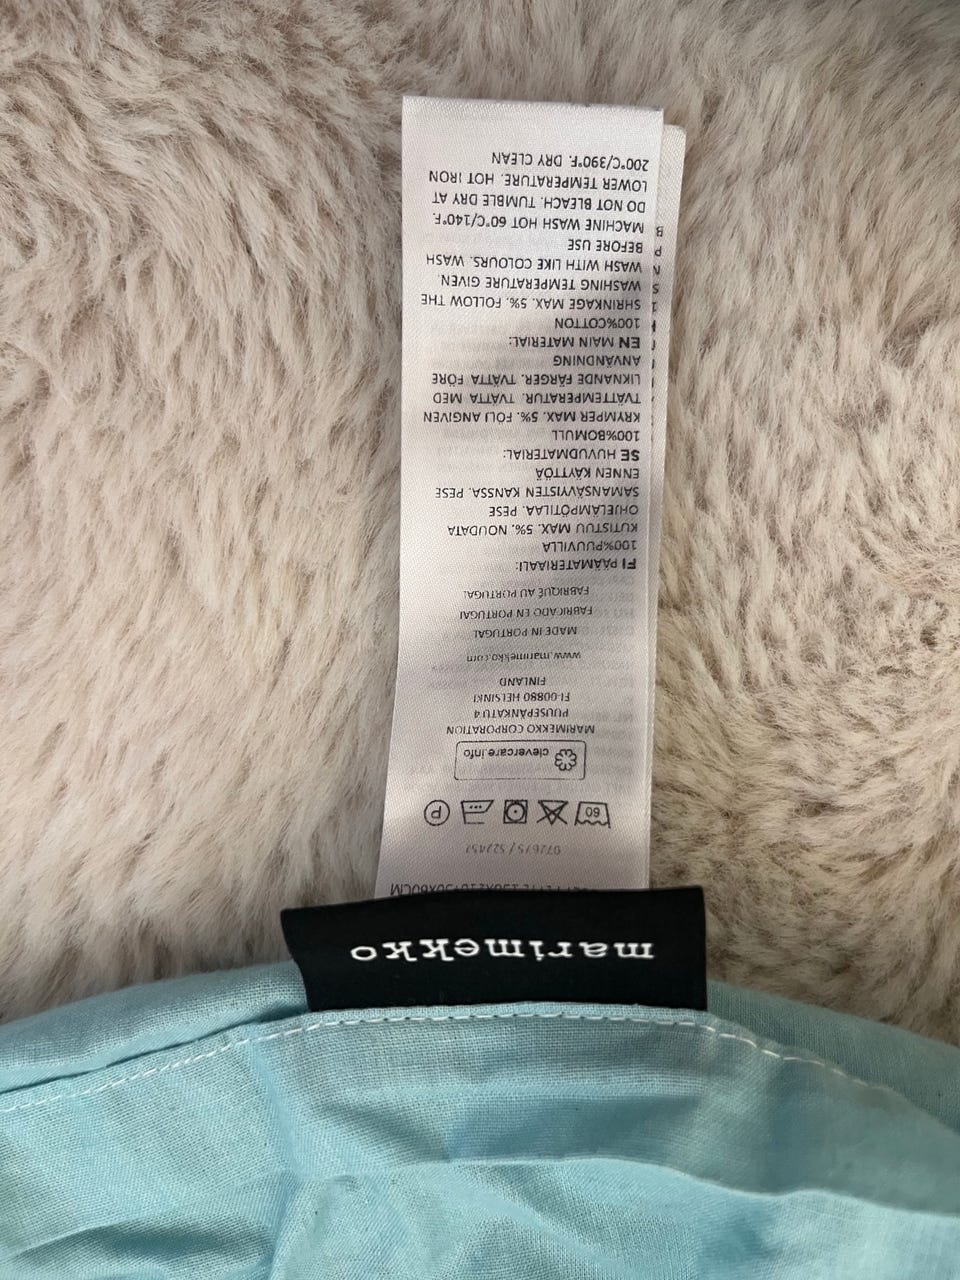 marimekko
clevercare.info
MARIMEKKO CORPORATION
PUUSEPÄNKATU 4
FI-00880 HELSINKI
FINLAND
www.marimekko.com
MADE IN PORTUGAL
FABRICADO EN PORTUGAL
FABRIQUÉ AU PORTUGAL
FI PÄÄMATERIAALI:
100%PUUVILLA
KUTISTUU MAX. 5%. NOUDATA
OHJELÄMPÖTILAA. PESE
SAMANSÄVYISTEN KANSSA. PESE
ENNEN KÄYTTÖÄ
SE HUVUDMATERIAL:
100%BOMULL
KRYMPER MAX. 5%. FÖLJ ANGIVEN
TVÄTTEMPERATUR. TVÄTTA MED
LIKNANDE FÄRGER. TVÄTTA FÖRE
ANVÄNDNING
EN MAIN MATERIAL:
100%COTTON
SHRINKAGE MAX. 5%. FOLLOW THE
WASHING TEMPERATURE GIVEN.
WASH WITH LIKE COLOURS. WASH
BEFORE USE
MACHINE WASH HOT 60°C/140°F.
DO NOT BLEACH. TUMBLE DRY AT
LOWER TEMPERATURE. HOT IRON
200°C/390°F. DRY CLEAN